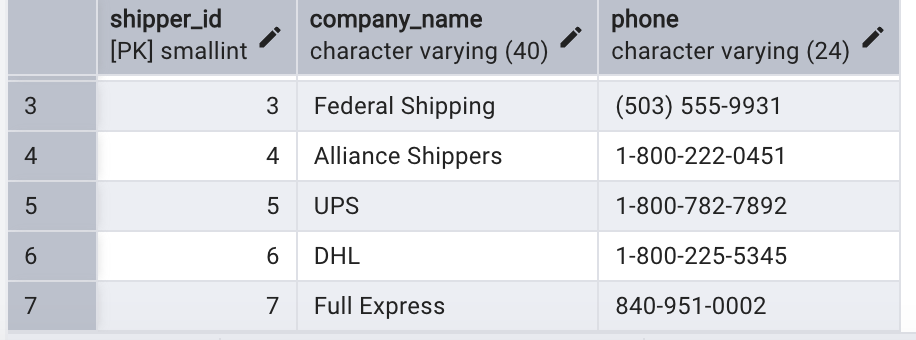 shipper_id company_name phone
[PK] smallint character varying (40) character varying (24)
3 3 Federal Shipping (503) 555-9931
4 4 Alliance Shippers 1-800-222-0451
5 5 UPS 1-800-782-7892
6 6 DHL 1-800-225-5345
7 7 Full Express 840-951-0002